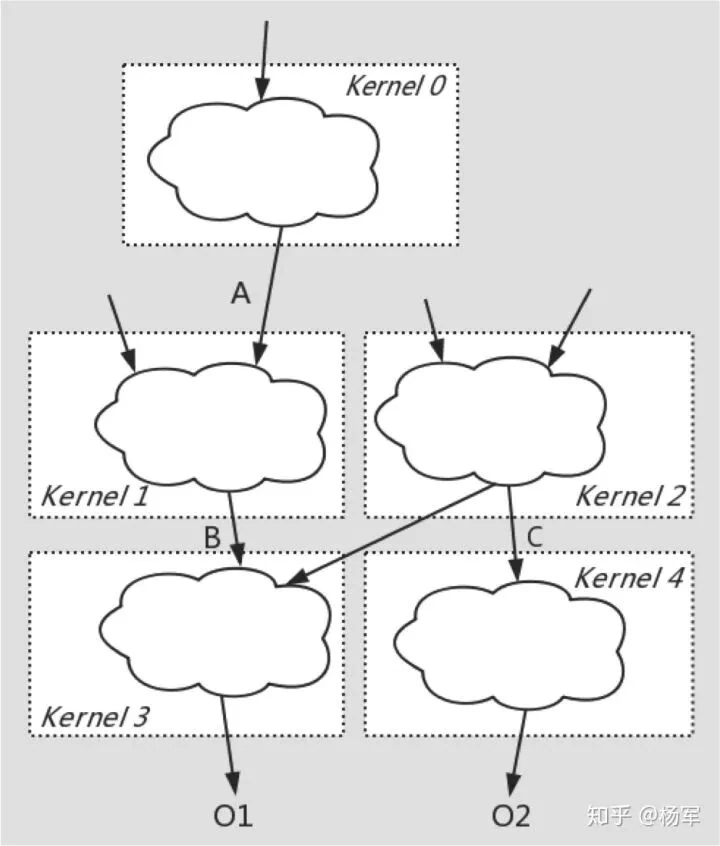 Kernel 0
A
Kernel 1
Kernel 2
B
C
Kernel 4
Kernel 3
O1
O2
知乎 @杨军